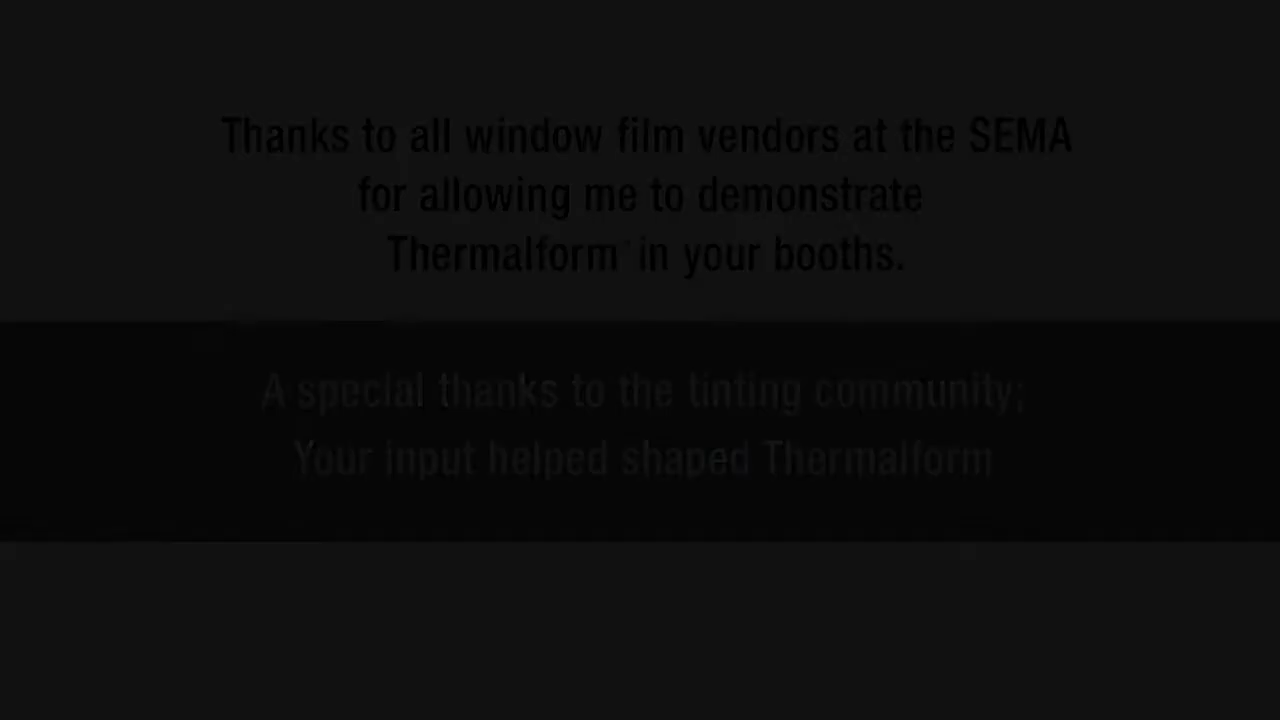 Thanks to all window film vendors at the SEMA
for allowing me to demonstrate
Thermalform in your booths.
A special thanks to the tinting community;
Your input helped shaped Thermalform